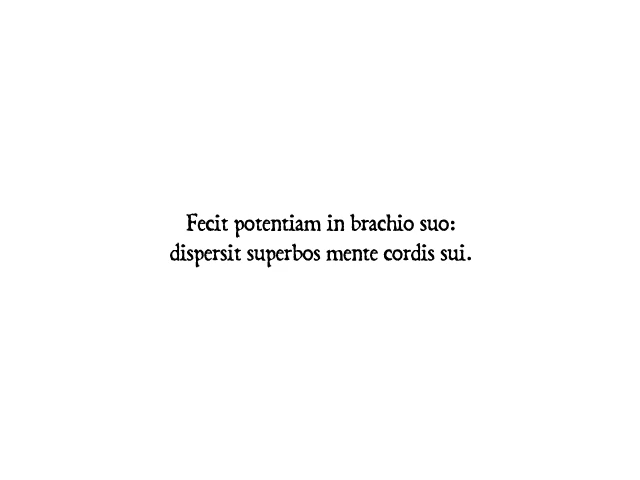 Fecit potentiam in brachio suo:
dispersit superbos mente cordis sui.